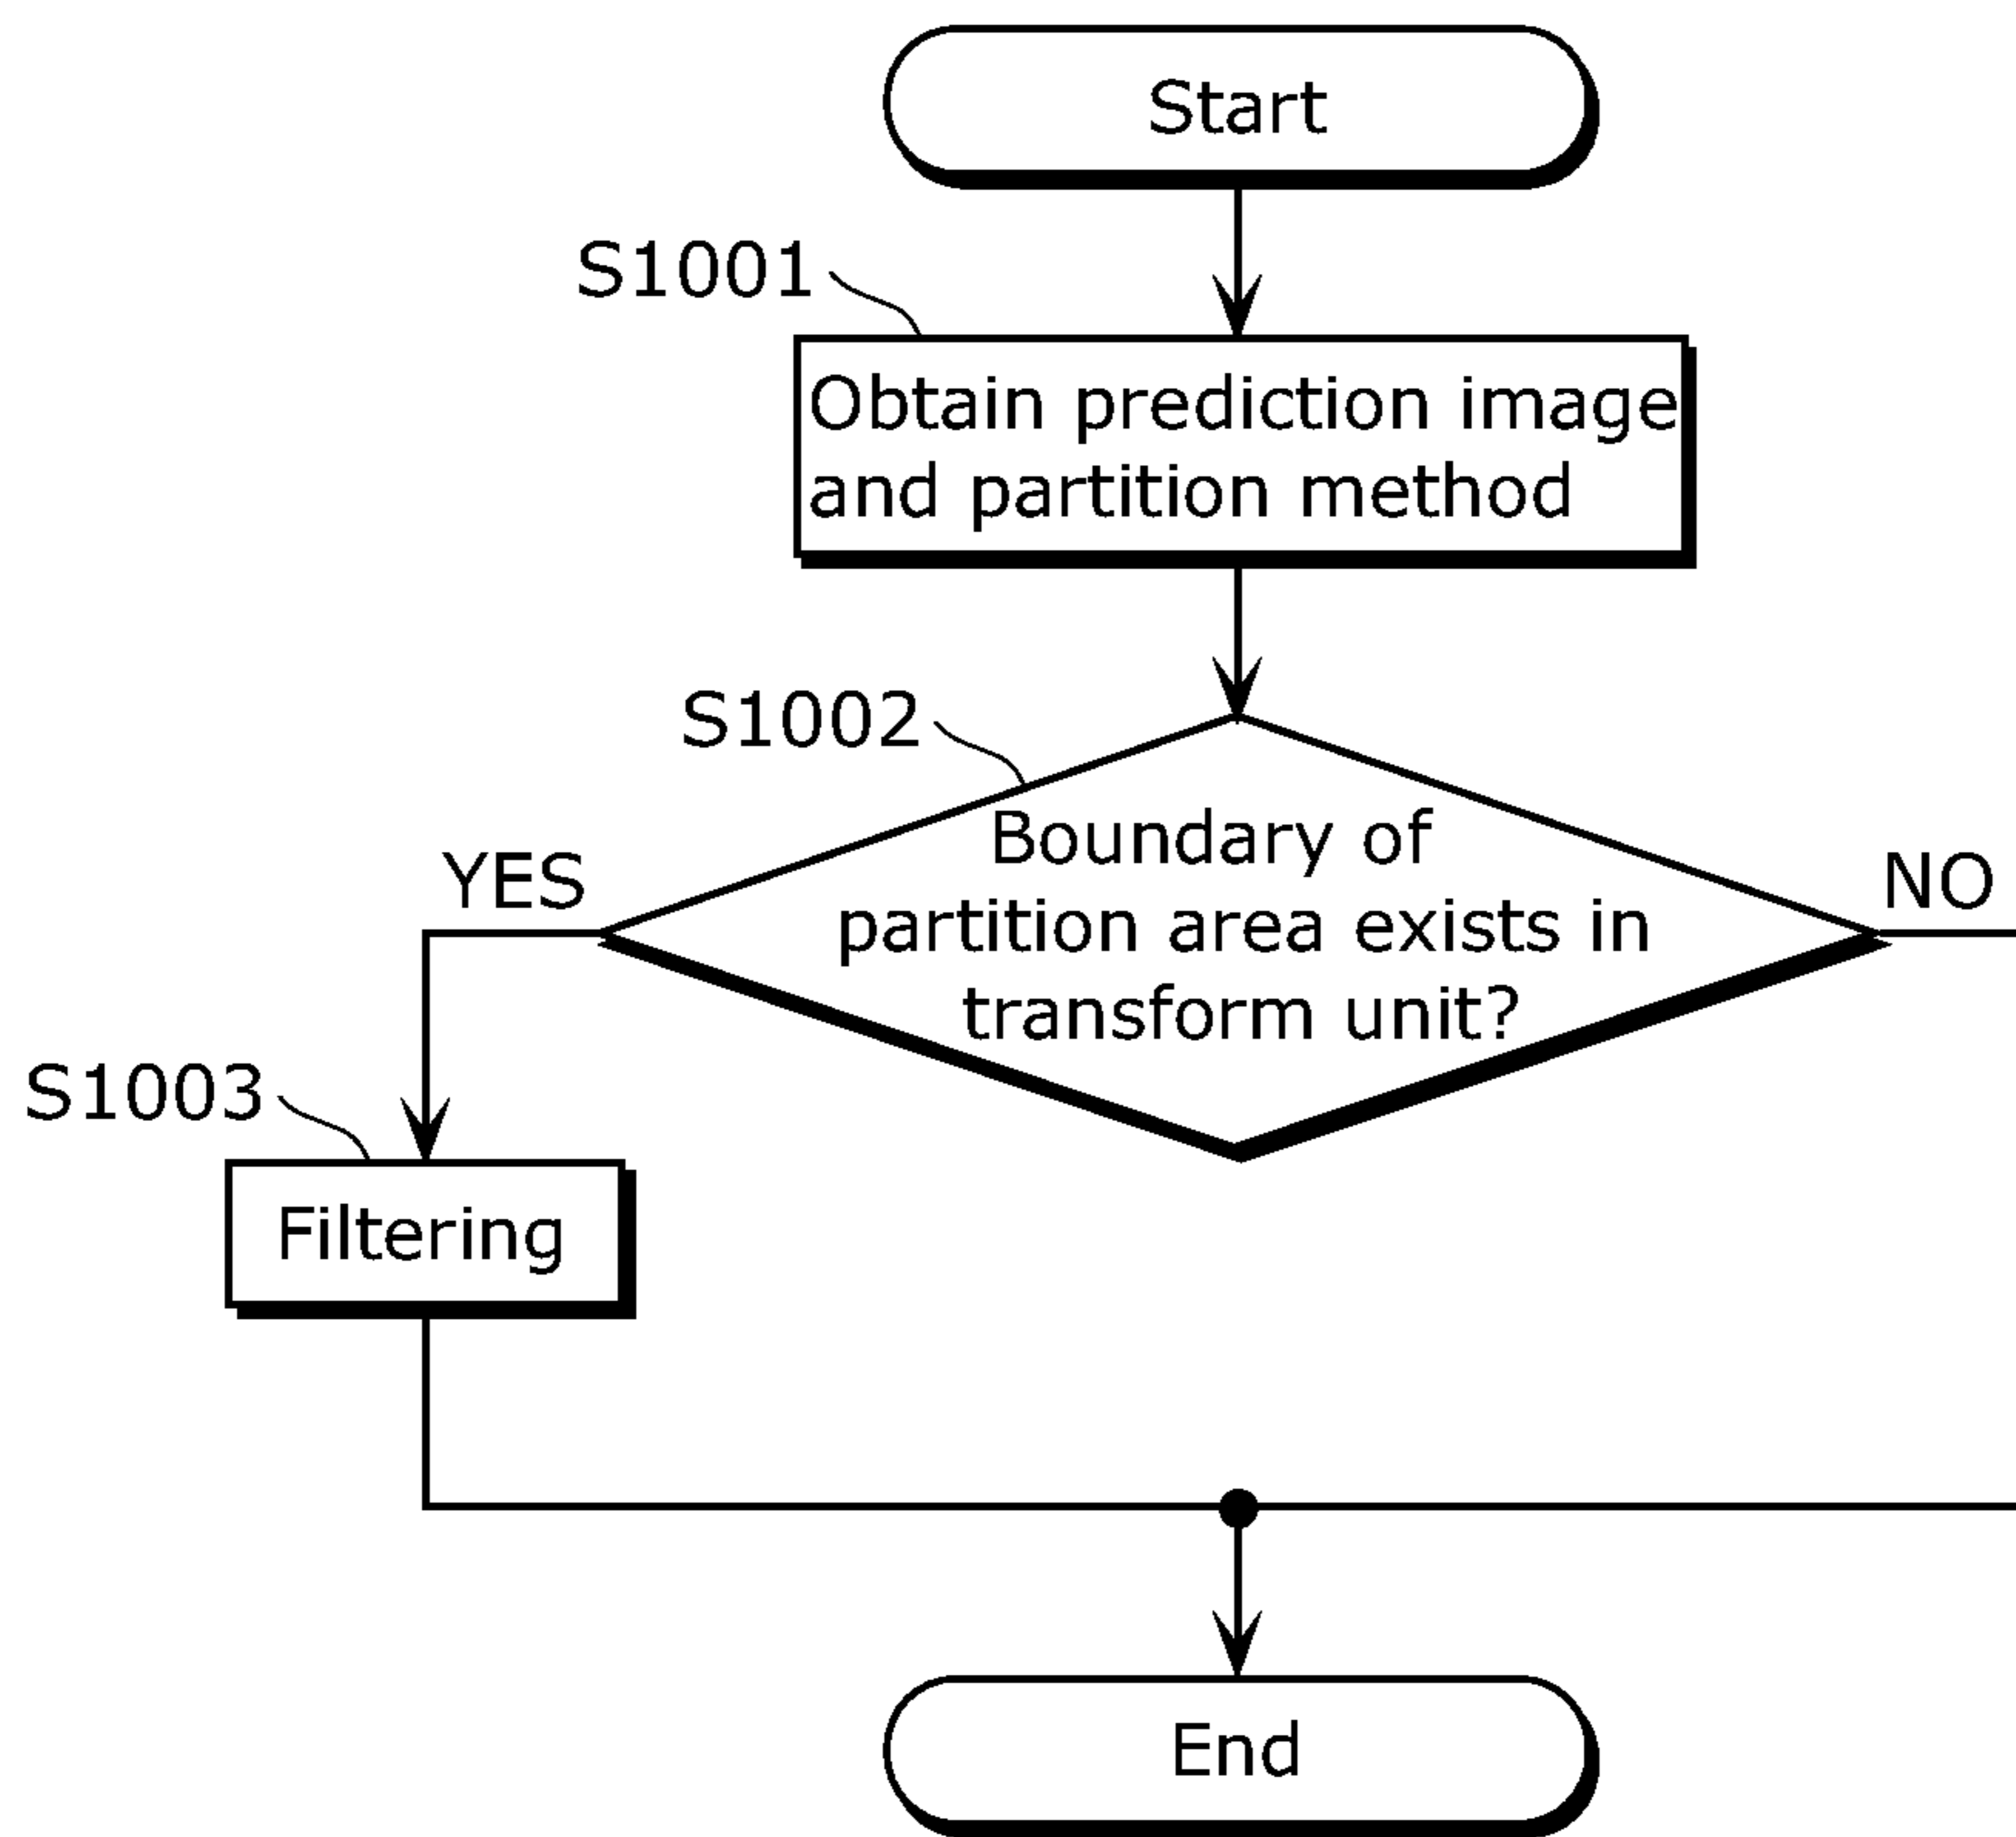 Start
S1001
Obtain prediction image
and partition method
S1002
Boundary of
partition area exists in
transform unit?
YES
NO
S1003
Filtering
End